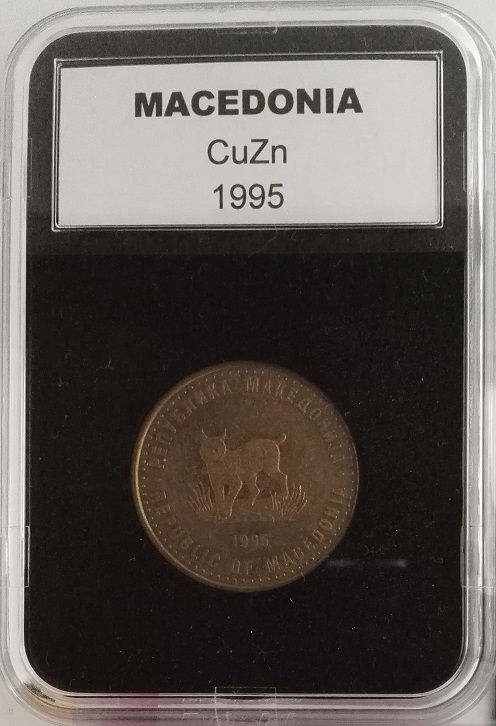 MACEDONIA
CuZn
1995
РЕПУБЛИКА МАКЕДОНИЈА
1995
REPUBLIC OF MACEDONIA